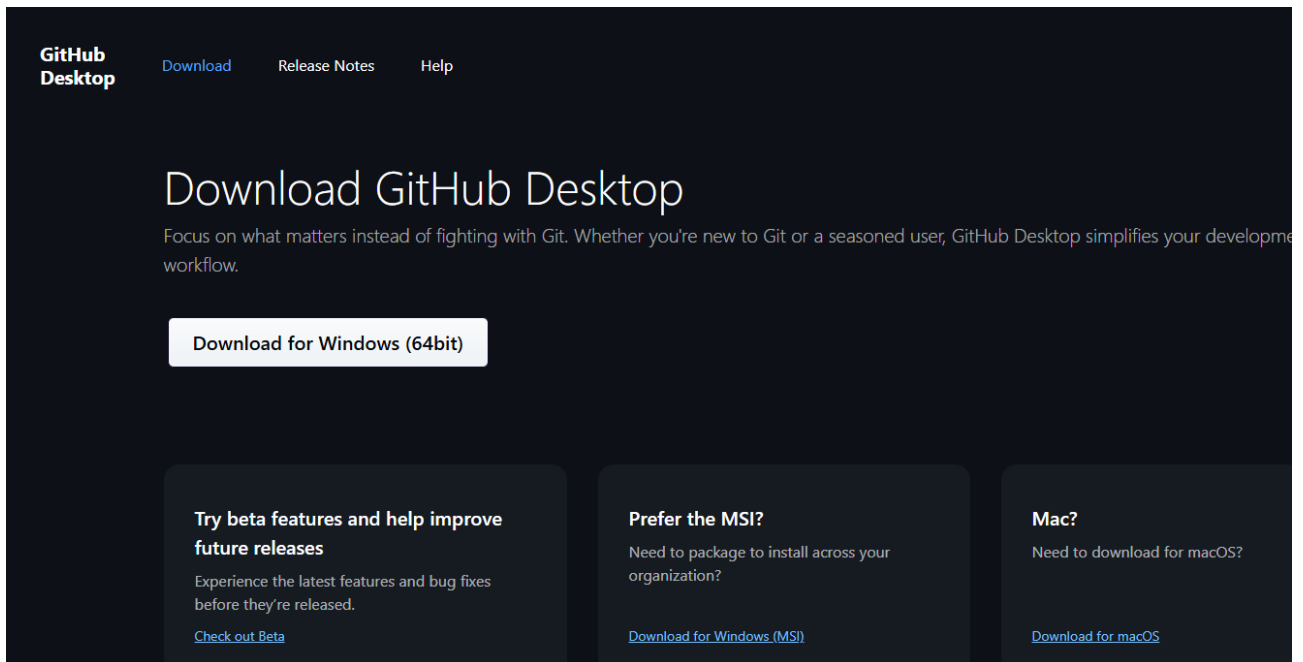 GitHub
Desktop
Download
Release Notes
Help
Download GitHub Desktop
Focus on what matters instead of fighting with Git. Whether you're new to Git or a seasoned user, GitHub Desktop simplifies your developme
workflow.
Download for Windows (64bit)
Try beta features and help improve
future releases
Experience the latest features and bug fixes
before they’re released.
Check out Beta
Prefer the MSI?
Need to package to install across your
organization?
Download for Windows (MSI)
Mac?
Need to download for macOS?
Download for macOS